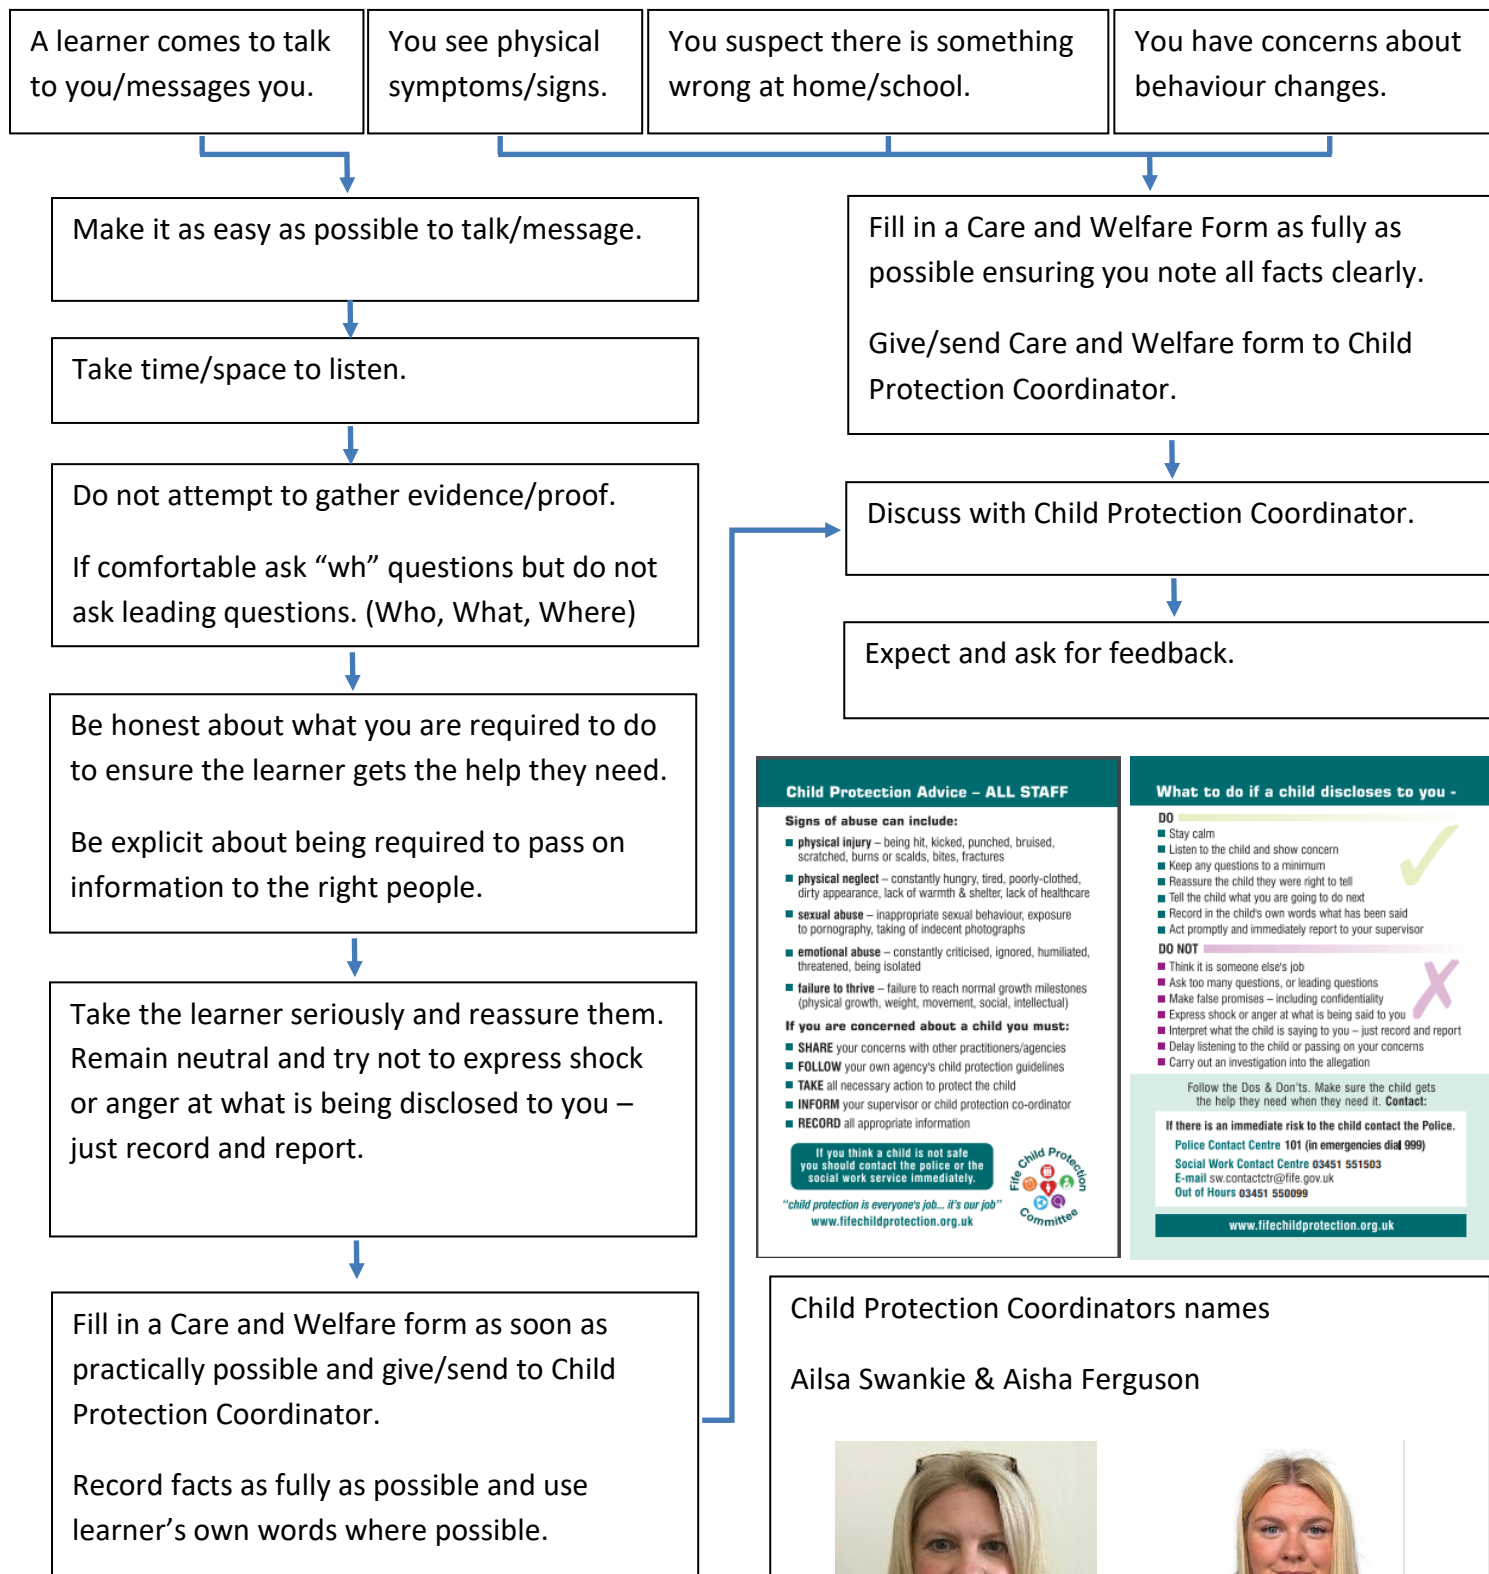 A learner comes to talk
to you/messages you.
You see physical
symptoms/signs.
You suspect there is something
wrong at home/school.
You have concerns about
behaviour changes.
Make it as easy as possible to talk/message.
Take time/space to listen.
Do not attempt to gather evidence/proof.
If comfortable ask “wh” questions but do not
ask leading questions. (Who, What, Where)
Be honest about what you are required to do
to ensure the learner gets the help they need.
Be explicit about being required to pass on
information to the right people.
Take the learner seriously and reassure them.
Remain neutral and try not to express shock
or anger at what is being disclosed to you –
just record and report.
Fill in a Care and Welfare form as soon as
practically possible and give/send to Child
Protection Coordinator.
Record facts as fully as possible and use
learner’s own words where possible.
Fill in a Care and Welfare Form as fully as
possible ensuring you note all facts clearly.
Give/send Care and Welfare form to Child
Protection Coordinator.
Discuss with Child Protection Coordinator.
Expect and ask for feedback.
Child Protection Advice – ALL STAFF
Signs of abuse can include:
physical injury – being hit, kicked, punched, bruised,
scratched, burns or scalds, bites, fractures
physical neglect – constantly hungry, tired, poorly-clothed,
dirty appearance, lack of warmth & shelter, lack of healthcare
sexual abuse – inappropriate sexual behaviour, exposure
to pornography, taking of indecent photographs
emotional abuse – constantly criticised, ignored, humiliated,
threatened, being isolated
failure to thrive – failure to reach normal growth milestones
(physical growth, weight, movement, social, intellectual)
If you are concerned about a child you must:
SHARE your concerns with other practitioners/agencies
FOLLOW your own agency's child protection guidelines
TAKE all necessary action to protect the child
INFORM your supervisor or child protection co-ordinator
RECORD all appropriate information
If you think a child is not safe
you should contact the police or the
social work service immediately.
"child protection is everyone's job... it's our job"
www.fifechildprotection.org.uk
Fife Child Protection
Committee
What to do if a child discloses to you -
DO
Stay calm
Listen to the child and show concern
Keep any questions to a minimum
Reassure the child they were right to tell
Tell the child what you are going to do next
Record in the child's own words what has been said
Act promptly and immediately report to your supervisor
DO NOT
Think it is someone else's job
Ask too many questions, or leading questions
Make false promises – including confidentiality
Express shock or anger at what is being said to you
Interpret what the child is saying to you – just record and report
Delay listening to the child or passing on your concerns
Carry out an investigation into the allegation
Follow the Dos & Don'ts. Make sure the child gets
the help they need when they need it. Contact:
If there is an immediate risk to the child contact the Police.
Police Contact Centre 101 (in emergencies dial 999)
Social Work Contact Centre 03451 551503
E-mail sw.contactctr@fife.gov.uk
Out of Hours 03451 550099
www.fifechildprotection.org.uk
Child Protection Coordinators names
Ailsa Swankie & Aisha Ferguson